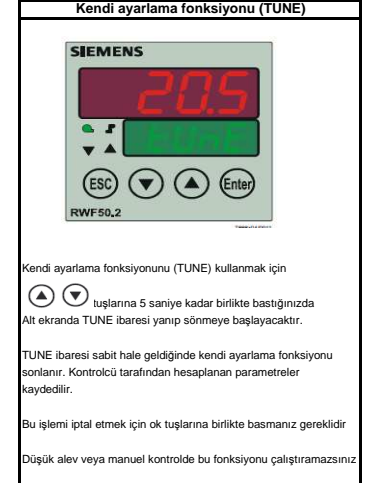 Kendi ayarlama fonksiyonu (TUNE)
SIEMENS
20.5
tUnE
ESC
Enter
RWF50.2
Kendi ayarlama fonksiyonunu (TUNE) kullanmak için
tuşlarına 5 saniye kadar birlikte bastığınızda
Alt ekranda TUNE ibaresi yanıp sönmeye başlayacaktır.
TUNE ibaresi sabit hale geldiğinde kendi ayarlama fonksiyonu
sonlanır. Kontrolcü tarafından hesaplanan parametreler
kaydedilir.
Bu işlemi iptal etmek için ok tuşlarına birlikte basmanız gereklidir
Düşük alev veya manuel kontrolde bu fonksiyonu çalıştıramazsınız